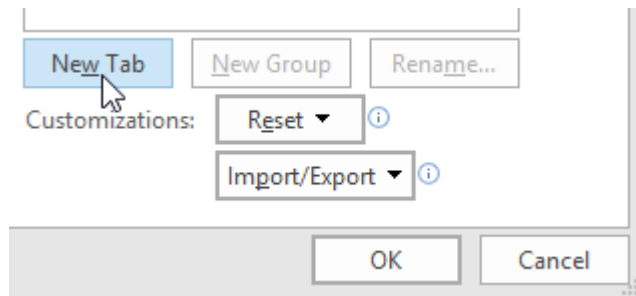 New Tab New Group Rename...
Customizations: Reset
Import/Export
OK Cancel